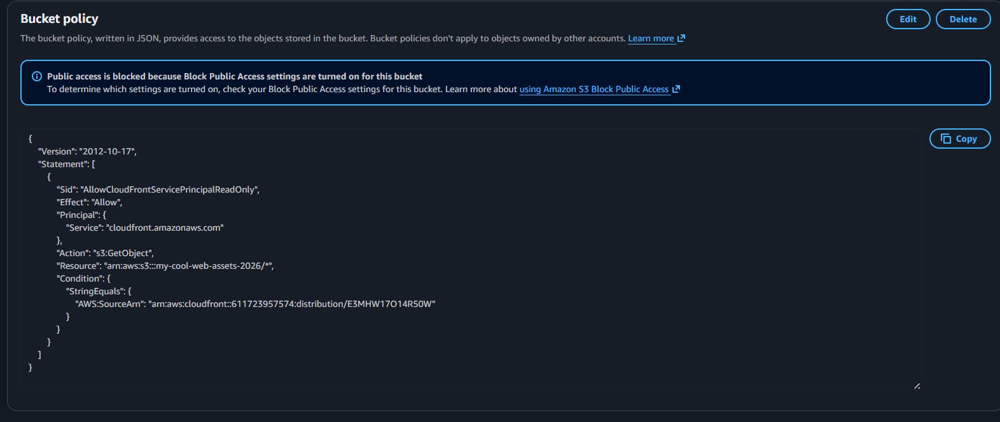 Bucket policy
Edit
Delete
The bucket policy, written in JSON, provides access to the objects stored in the bucket. Bucket policies don't apply to objects owned by other accounts. Learn more
Public access is blocked because Block Public Access settings are turned on for this bucket
To determine which settings are turned on, check your Block Public Access settings for this bucket. Learn more about using Amazon S3 Block Public Access
Copy
{
    "Version": "2012-10-17",
    "Statement": [
        {
            "Sid": "AllowCloudFrontServicePrincipalReadOnly",
            "Effect": "Allow",
            "Principal": {
                "Service": "cloudfront.amazonaws.com"
            },
            "Action": "s3:GetObject",
            "Resource": "arn:aws:s3:::my-cool-web-assets-2026/*",
            "Condition": {
                "StringEquals": {
                    "AWS:SourceArn": "arn:aws:cloudfront::611723957574:distribution/E3MHW17O14R50W"
                }
            }
        }
    ]
}